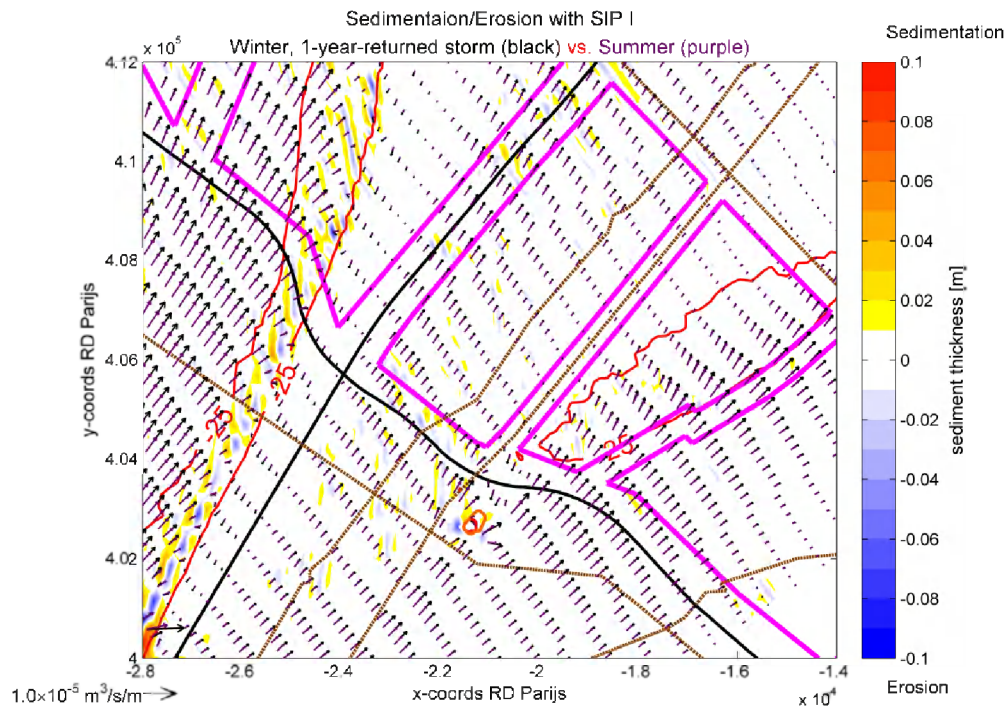 Sedimentaion/Erosion with SIP I
Winter, 1-year-returned storm (black) vs. Summer (purple)
Sedimentation
x 10^5
4.12
4.1
4.08
4.06
4.04
4.02
4
y-coords RD Parijs
-25
-25
-25
-2.8
-2.6
-2.4
-2.2
-2
-1.8
-1.6
-1.4
x-coords RD Parijs
x 10^4
1.0×10^-5 m^3/s/m
0.1
0.08
0.06
0.04
0.02
0
-0.02
-0.04
-0.06
-0.08
-0.1
sediment thickness [m]
Erosion